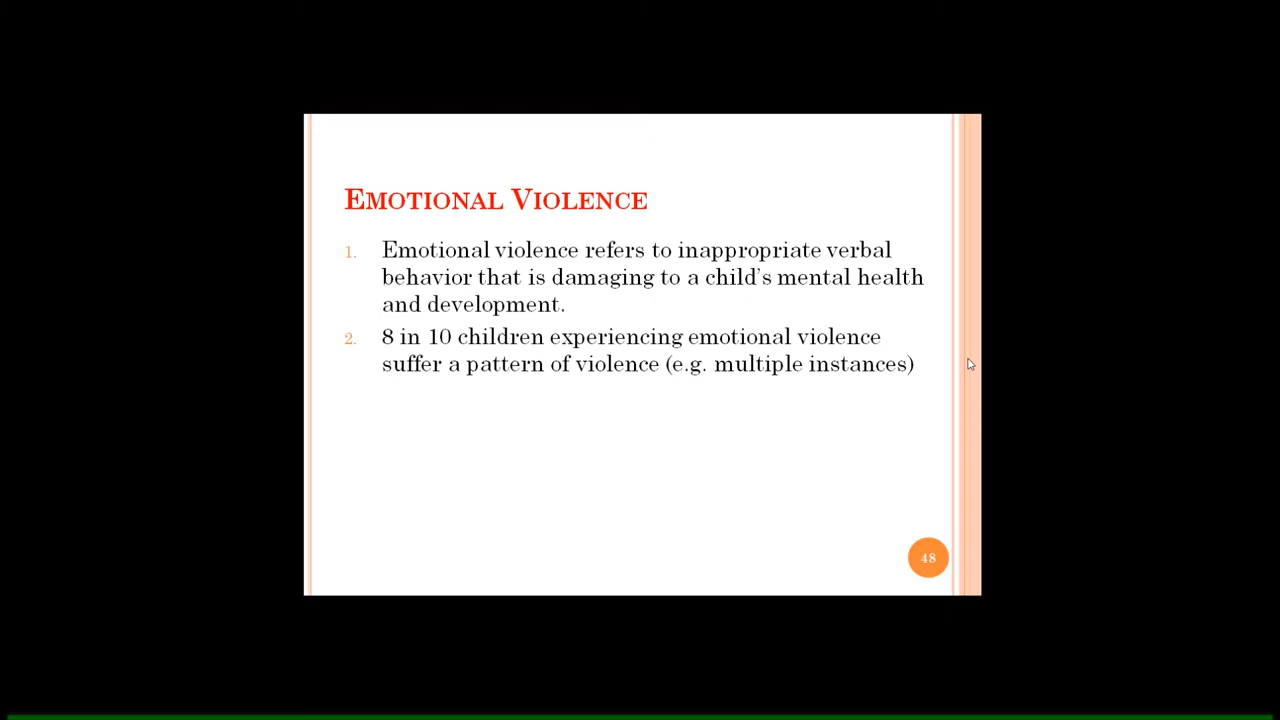 EMOTIONAL VIOLENCE
1. Emotional violence refers to inappropriate verbal
behavior that is damaging to a child's mental health
and development.
2. 8 in 10 children experiencing emotional violence
suffer a pattern of violence (e.g. multiple instances)
48